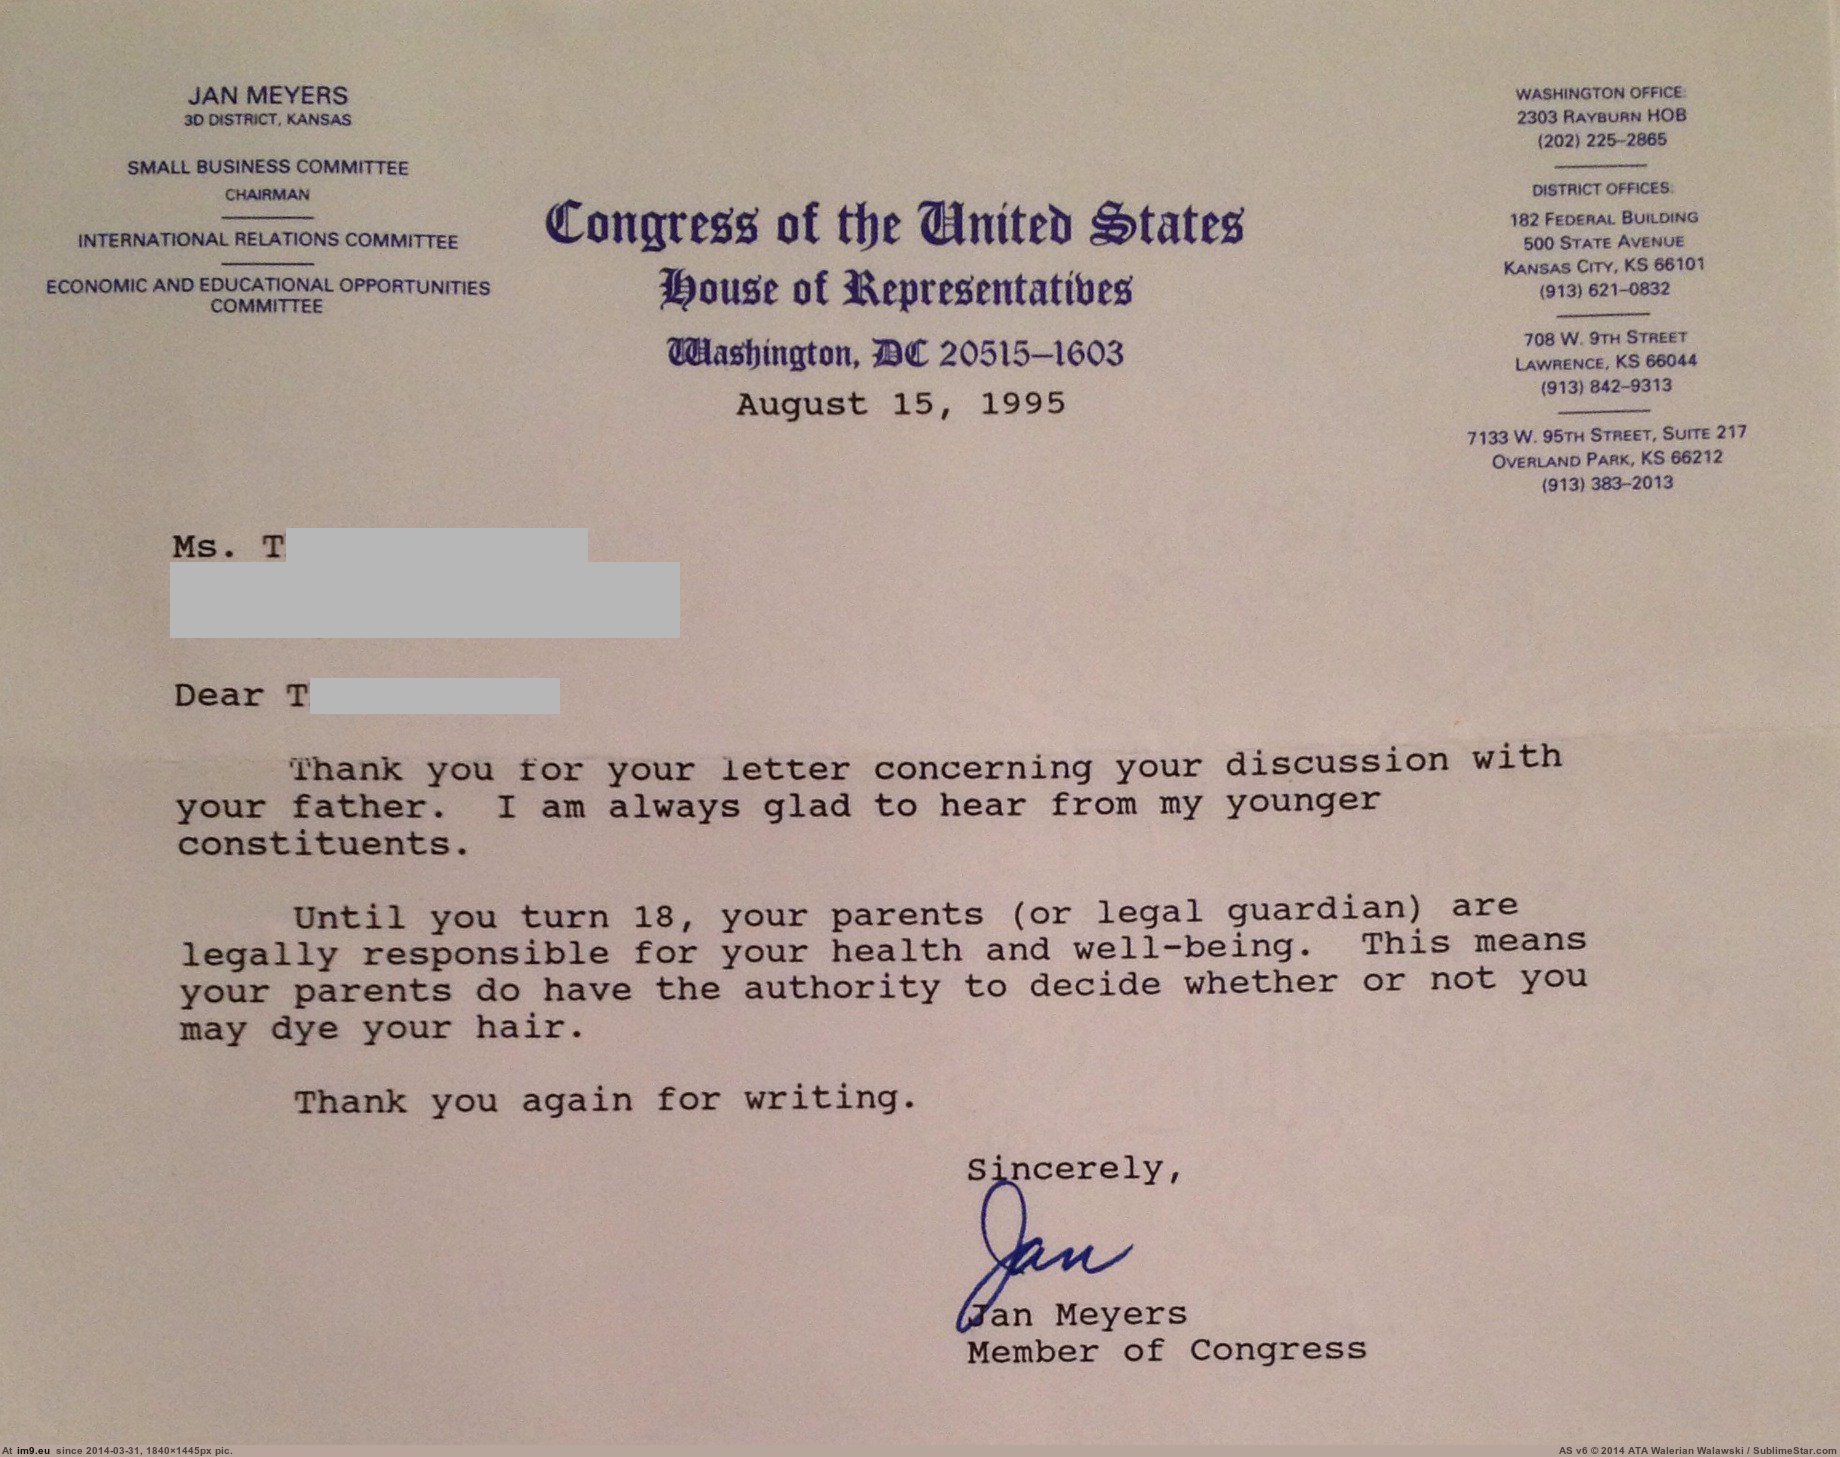 JAN MEYERS
3D DISTRICT, KANSAS
SMALL BUSINESS COMMITTEE
CHAIRMAN
INTERNATIONAL RELATIONS COMMITTEE
ECONOMIC AND EDUCATIONAL OPPORTUNITIES
COMMITTEE
Congress of the United States
House of Representatives
Washington, DC 20515–1603
August 15, 1995
WASHINGTON OFFICE:
2303 RAYBURN HOB
(202) 225–2865
DISTRICT OFFICES:
182 FEDERAL BUILDING
500 STATE AVENUE
KANSAS CITY, KS 66101
(913) 621–0832
708 W. 9TH STREET
LAWRENCE, KS 66044
(913) 842–9313
7133 W. 95TH STREET, SUITE 217
OVERLAND PARK, KS 66212
(913) 383–2013
Ms. T
Dear T
Thank you for your letter concerning your discussion with
your father. I am always glad to hear from my younger
constituents.
Until you turn 18, your parents (or legal guardian) are
legally responsible for your health and well-being. This means
your parents do have the authority to decide whether or not you
may dye your hair.
Thank you again for writing.
Sincerely,
Jan
Jan Meyers
Member of Congress
At im9.eu since 2014-03-31, 1840×1445px pic.
AS v6 © 2014 ATA Walerian Walawski / SublimeStar.com